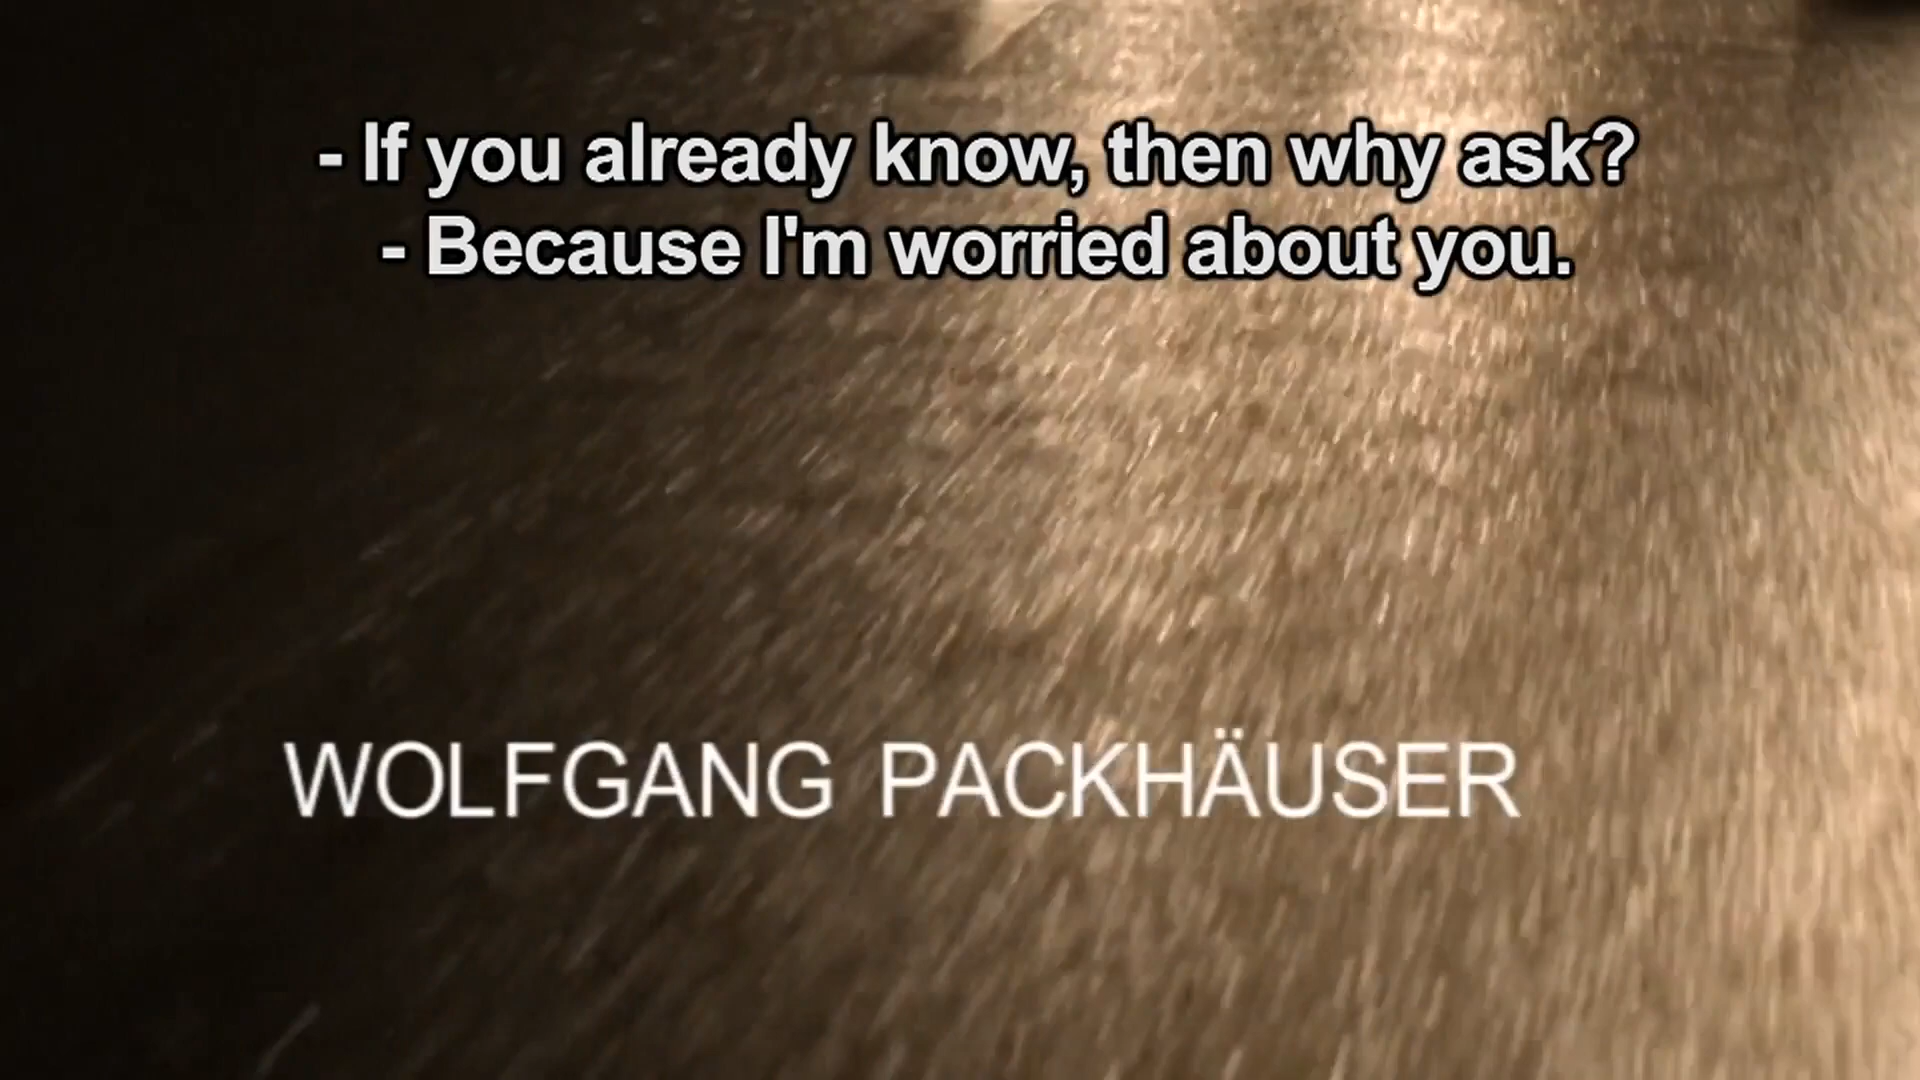 - If you already know, then why ask?
- Because I'm worried about you.
WOLFGANG PACKHÄUSER